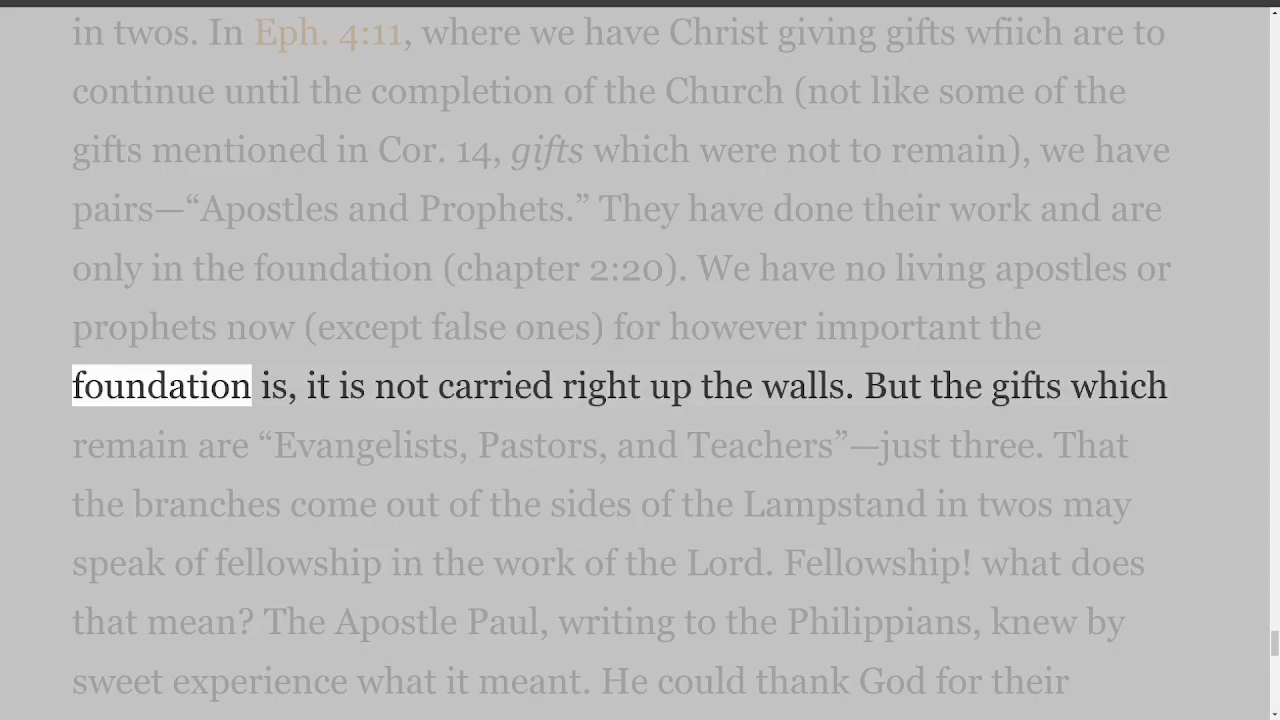 in twos. In Eph. 4:11, where we have Christ giving gifts wfiich are to
continue until the completion of the Church (not like some of the
gifts mentioned in Cor. 14, gifts which were not to remain), we have
pairs—“Apostles and Prophets.” They have done their work and are
only in the foundation (chapter 2:20). We have no living apostles or
prophets now (except false ones) for however important the
foundation is, it is not carried right up the walls. But the gifts which
remain are “Evangelists, Pastors, and Teachers”—just three. That
the branches come out of the sides of the Lampstand in twos may
speak of fellowship in the work of the Lord. Fellowship! what does
that mean? The Apostle Paul, writing to the Philippians, knew by
sweet experience what it meant. He could thank God for their